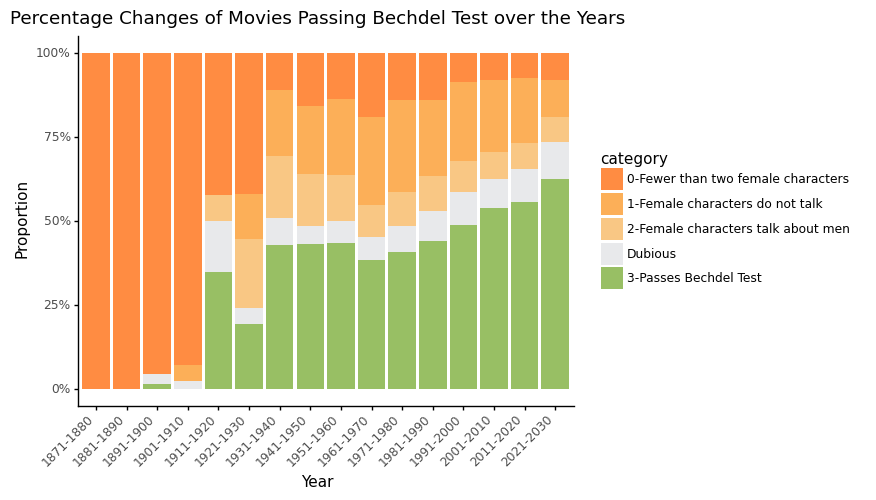 Percentage Changes of Movies Passing Bechdel Test over the Years
100%
75%
50%
25%
0%
Proportion
1871-1880
1881-1890
1891-1900
1901-1910
1911-1920
1921-1930
1931-1940
1941-1950
1951-1960
1961-1970
1971-1980
1981-1990
1991-2000
2001-2010
2011-2020
2021-2030
Year
category
0-Fewer than two female characters
1-Female characters do not talk
2-Female characters talk about men
Dubious
3-Passes Bechdel Test